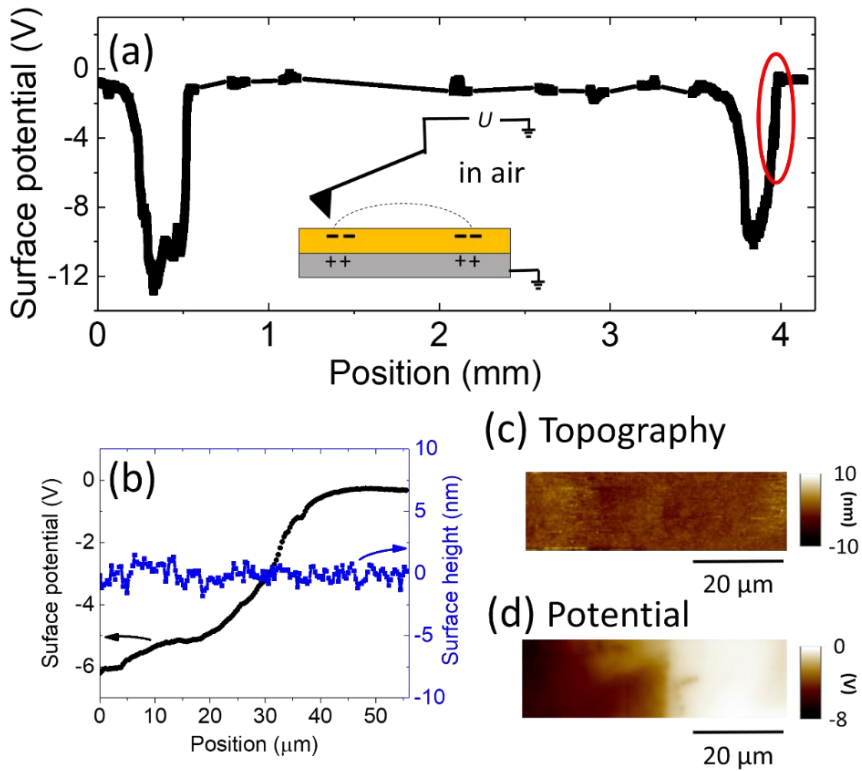 (a)
Surface potential (V)
0
-4
-8
-12
U
in air
++
++
0
1
2
3
4
Position (mm)
(b)
Suface potential (V)
0
-2
-4
-6
10
5
0
-5
-10
Surface height (nm)
0
10
20
30
40
50
Position (μm)
(c) Topography
10
(nm)
-10
20 μm
(d) Potential
0
(V)
-8
20 μm